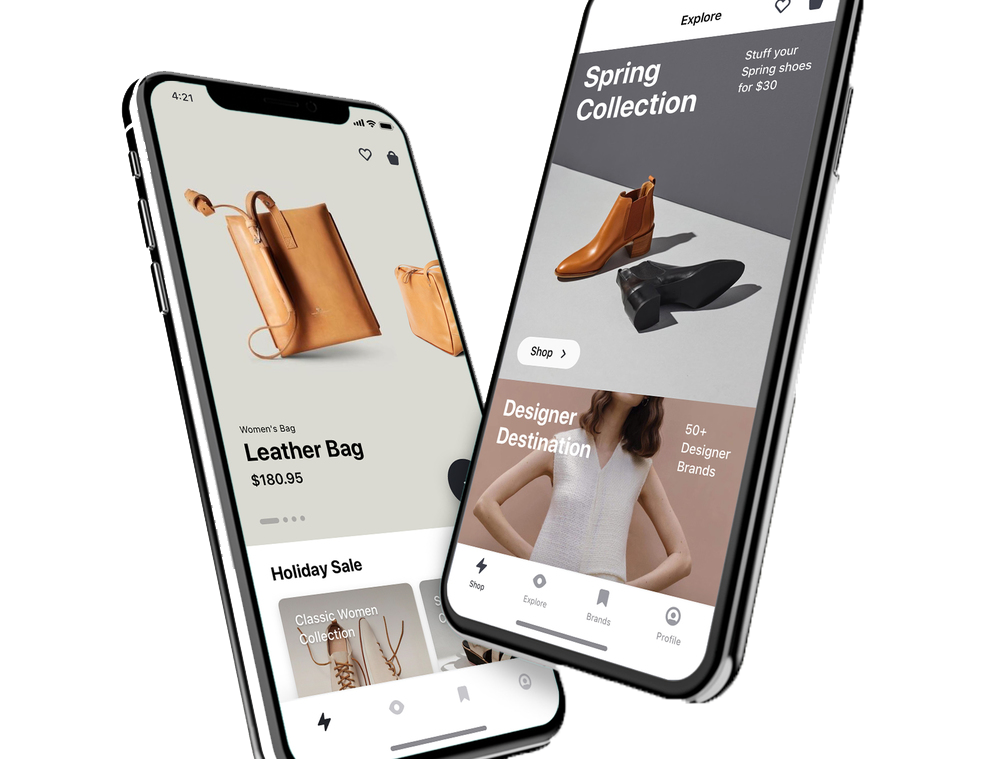 4:21
Women's Bag
Leather Bag
$180.95
Holiday Sale
Classic Women
Collection
Explore
Spring
Collection
Stuff your
Spring shoes
for $30
Shop
Designer
Destination
50+
Designer
Brands
Shop
Explore
Brands
Profile